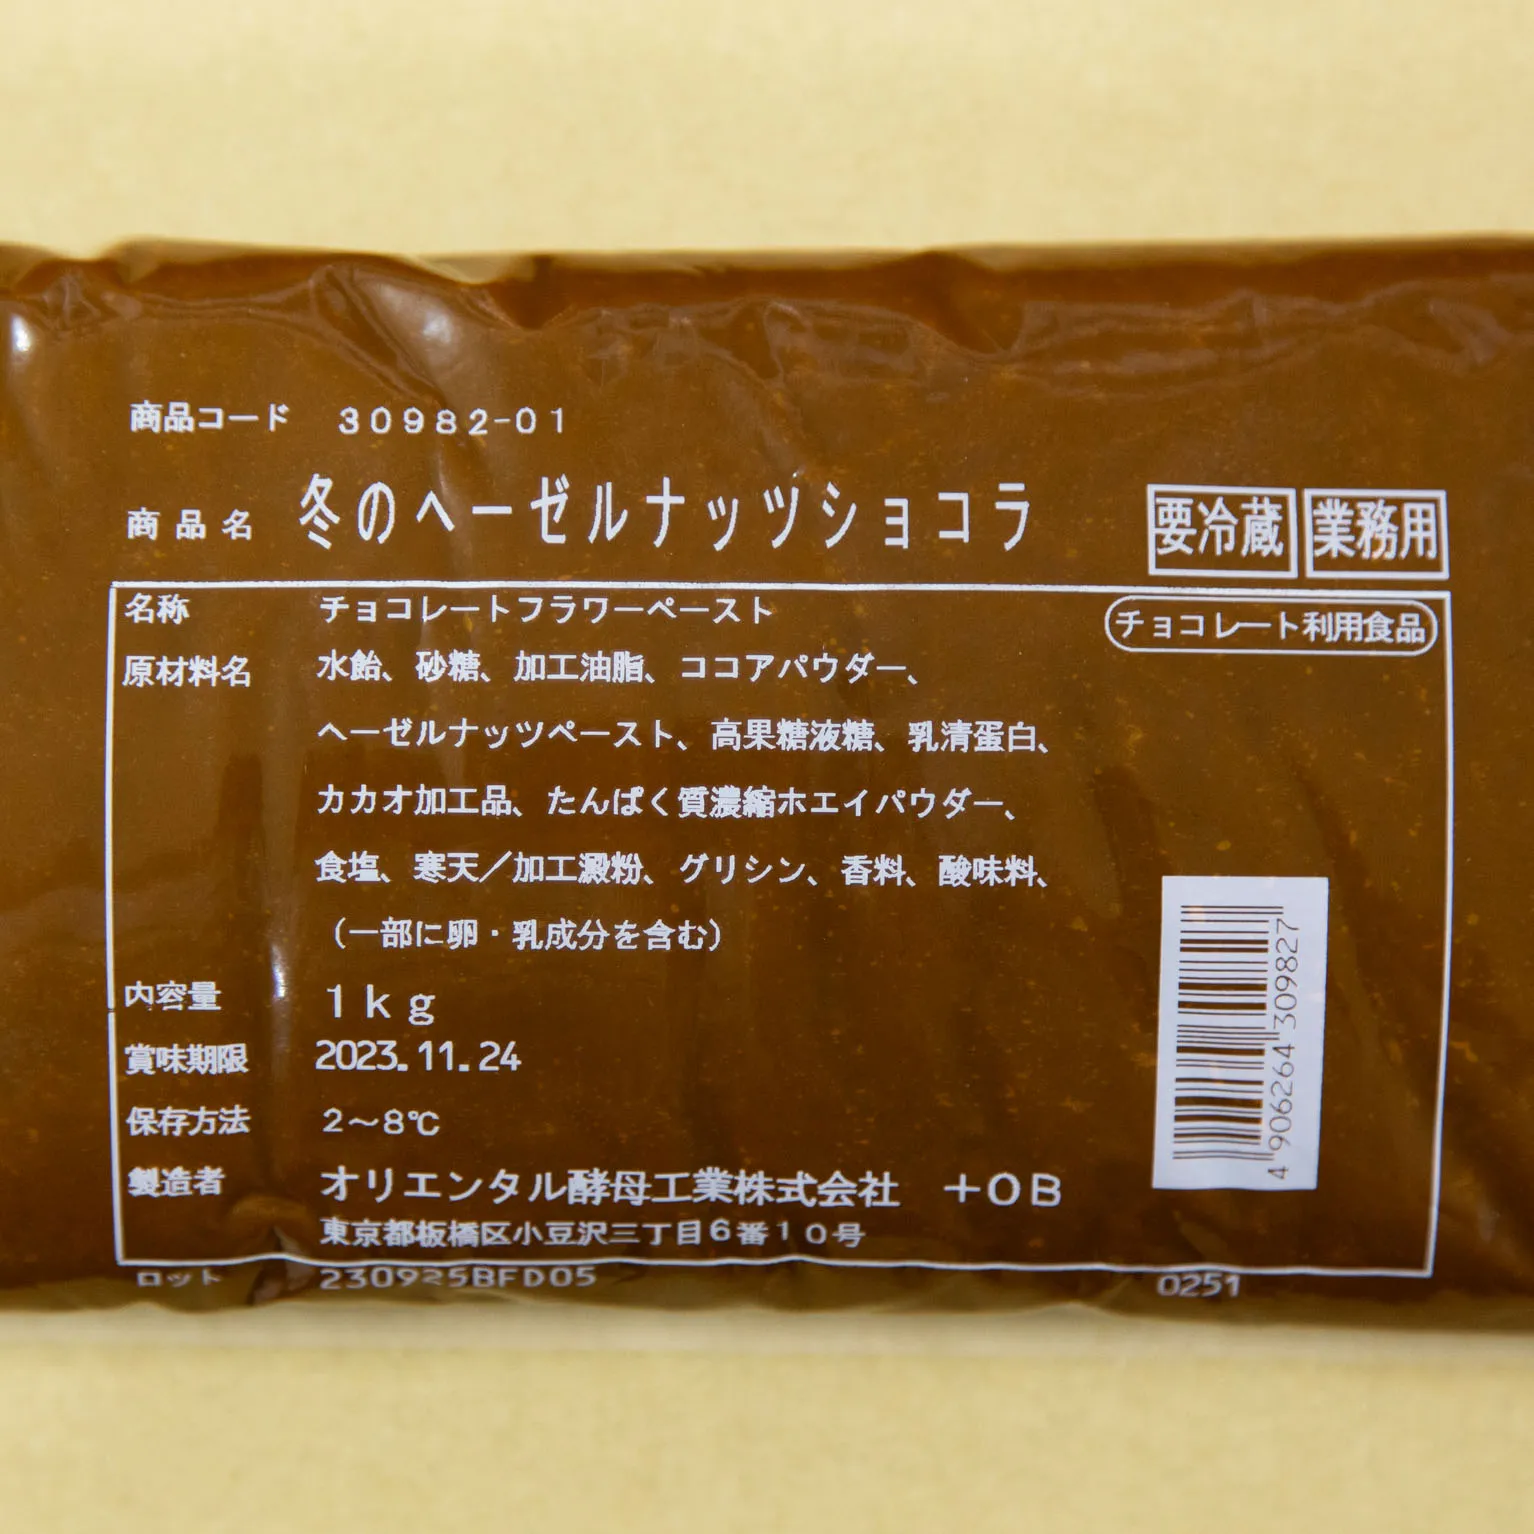 商品コード 30982-01
商品名 冬のヘーゼルナッツショコラ
要冷蔵 業務用
名称 チョコレートフラワーペースト
チョコレート利用食品
原材料名 水飴、砂糖、加工油脂、ココアパウダー、
ヘーゼルナッツペースト、高果糖液糖、乳清蛋白、
カカオ加工品、たんぱく質濃縮ホエイパウダー、
食塩、寒天／加工澱粉、グリシン、香料、酸味料、
（一部に卵・乳成分を含む）
内容量 1kg
賞味期限 2023.11.24
保存方法 2～8℃
製造者 オリエンタル酵母工業株式会社 +OB
東京都板橋区小豆沢三丁目6番10号
ロット 230925BFD05 0251
4906264309827